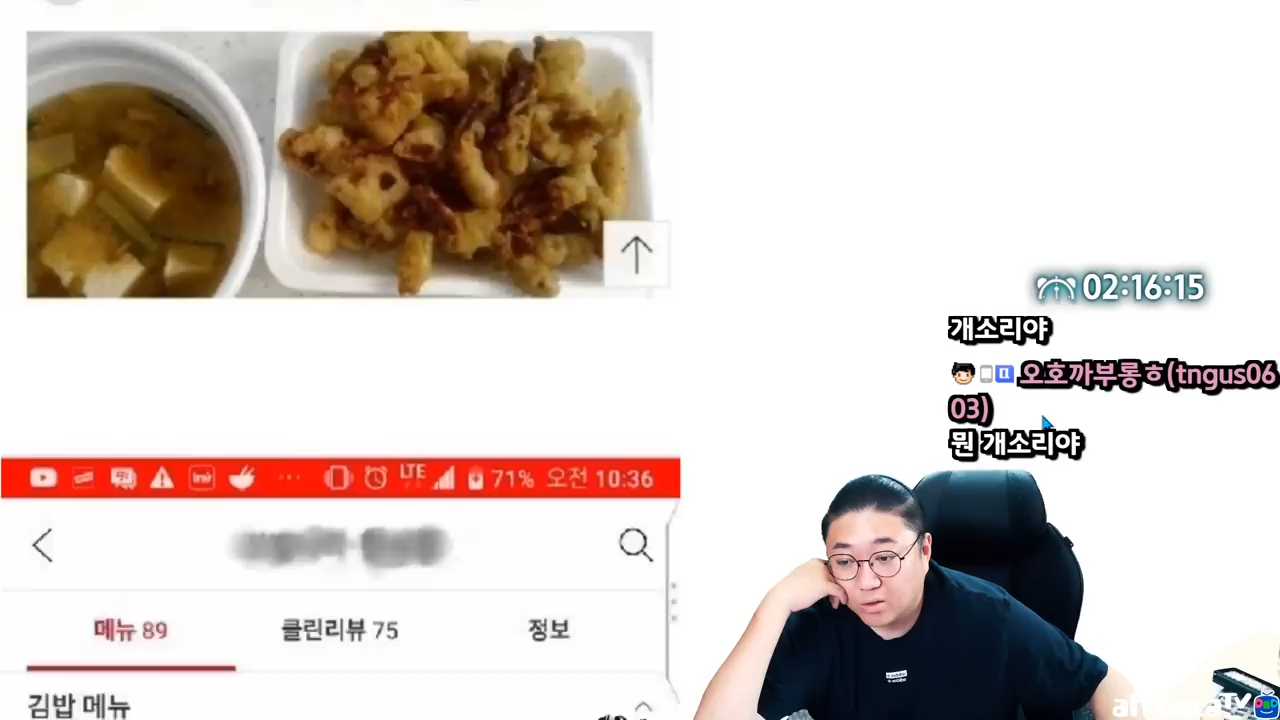 02:16:15
개소리야
오호까부롱ㅎ(tngus06
03)
뭔 개소리야
LTE 71% 오전 10:36
메뉴 89 클린리뷰 75 정보
김밥 메뉴